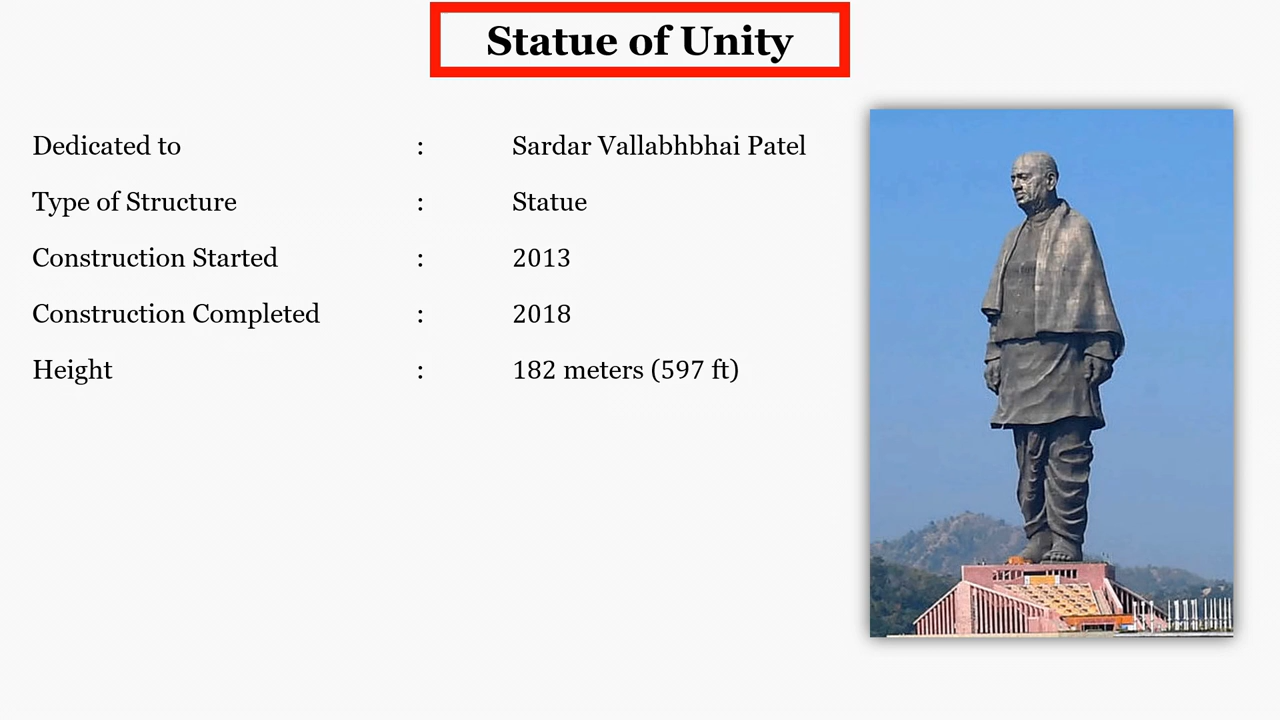 Statue of Unity
Dedicated to : Sardar Vallabhbhai Patel
Type of Structure : Statue
Construction Started : 2013
Construction Completed : 2018
Height : 182 meters (597 ft)